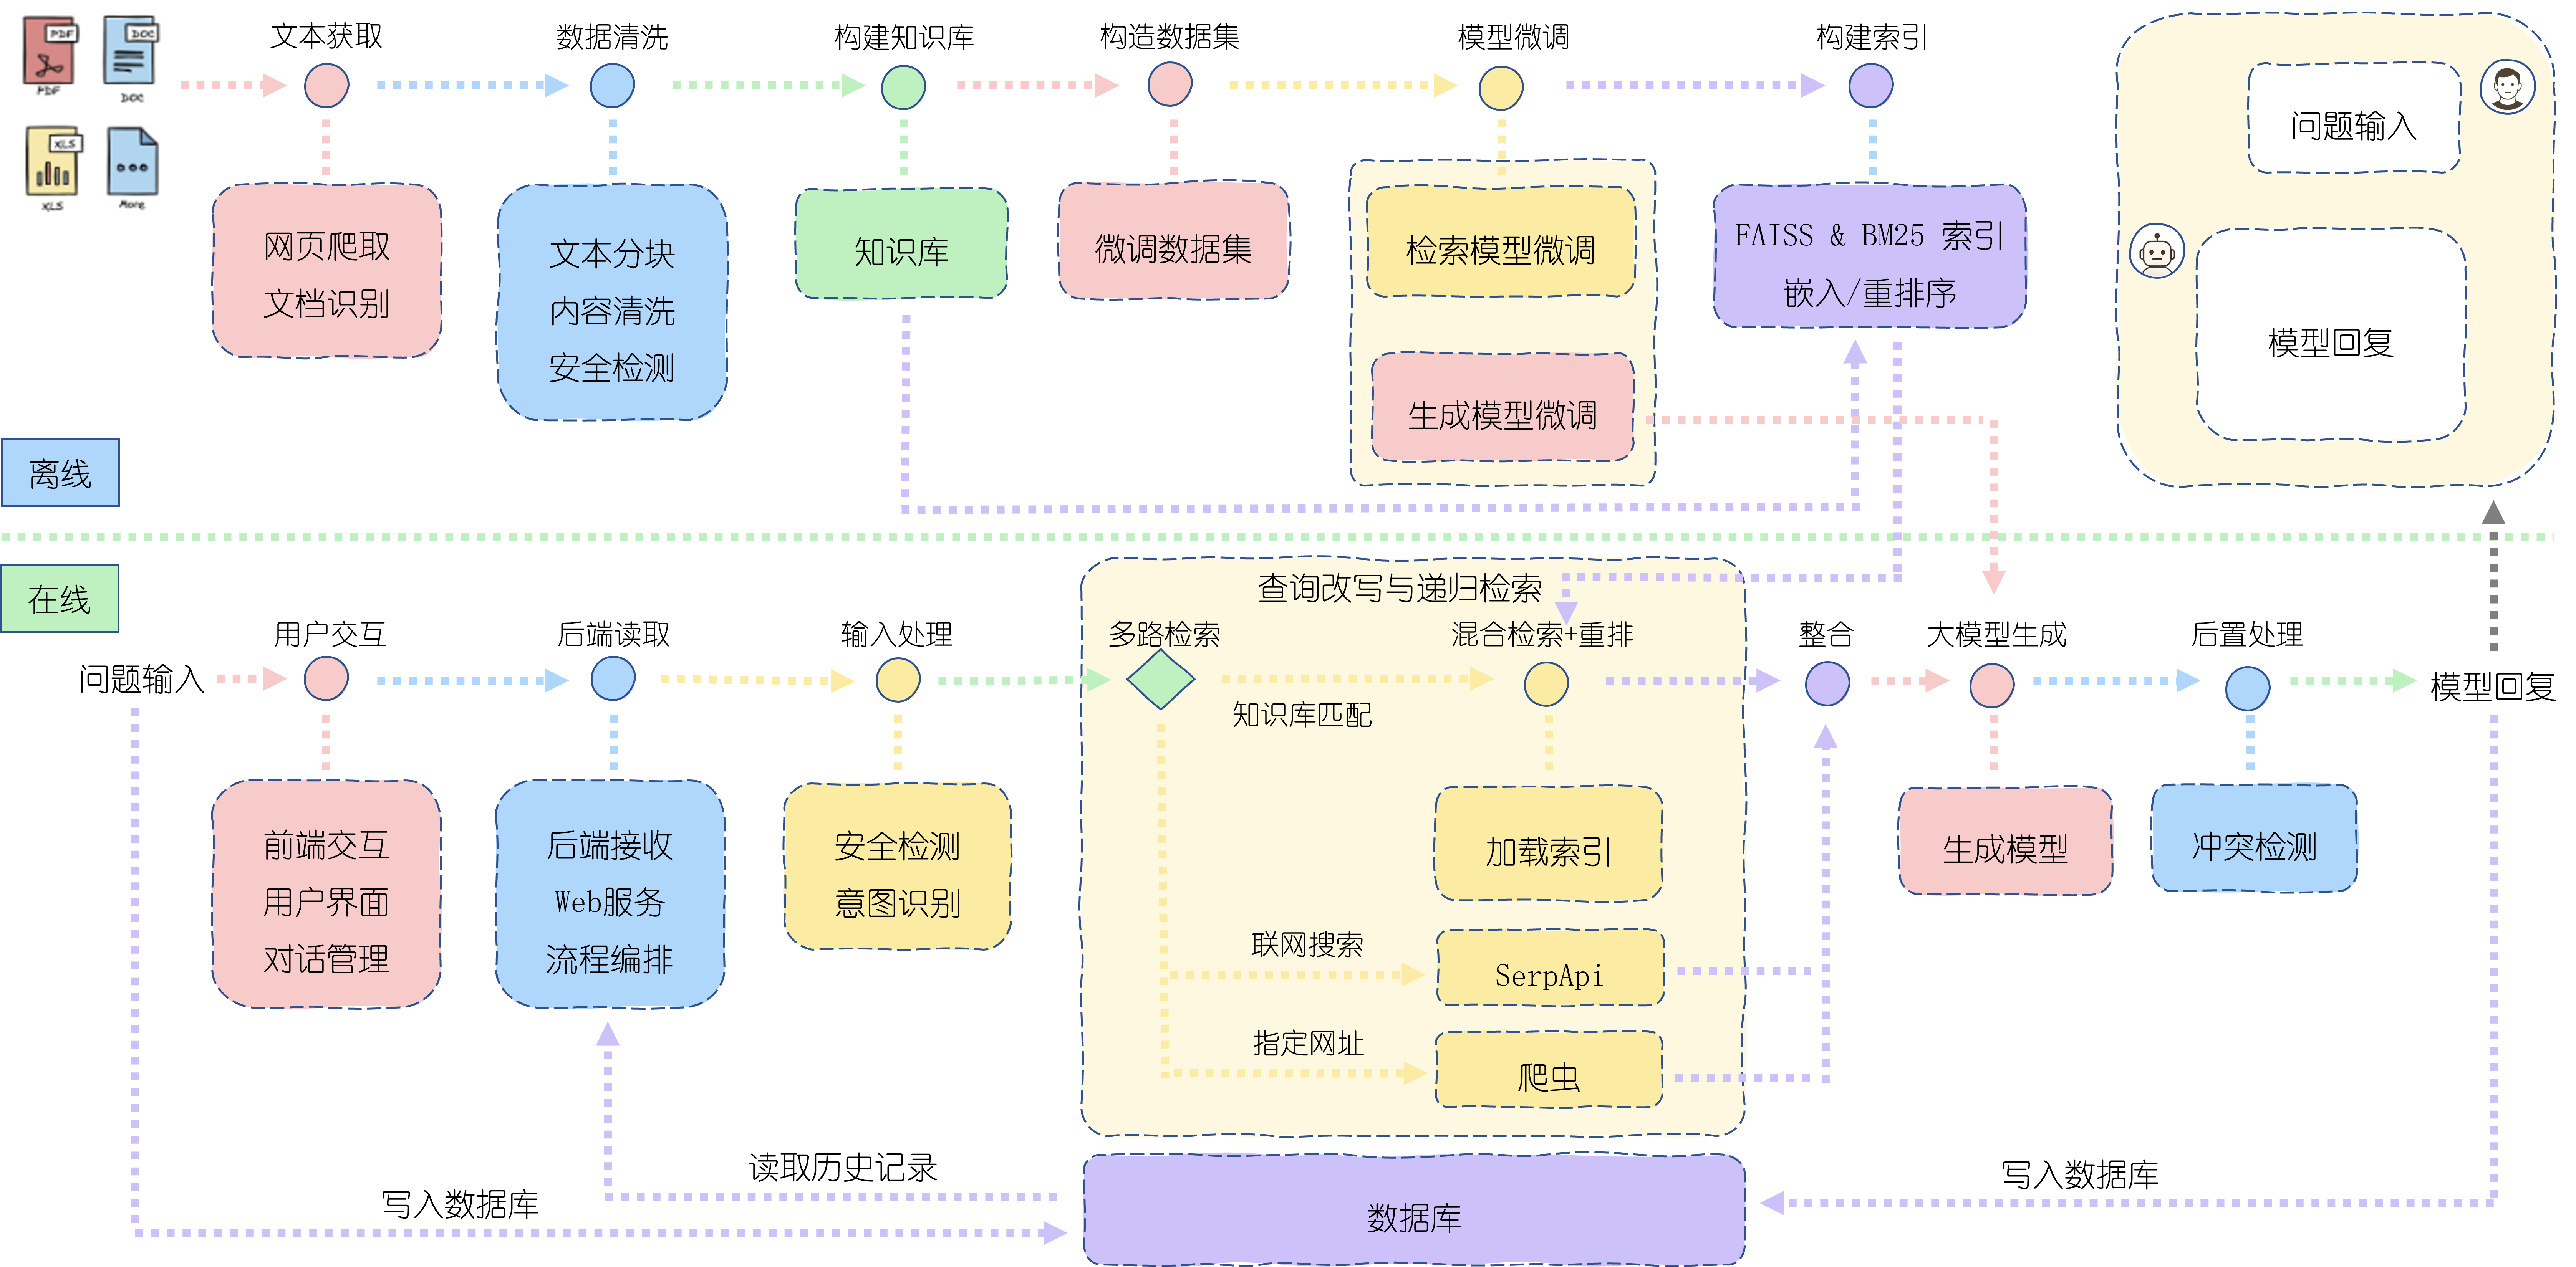 PDF
PDF
DOC
DOC
XLS
XLS
More
文本获取
数据清洗
构建知识库
构造数据集
模型微调
构建索引
网页爬取
文档识别
文本分块
内容清洗
安全检测
知识库
微调数据集
检索模型微调
生成模型微调
FAISS & BM25 索引
嵌入/重排序
问题输入
模型回复
离线
在线
问题输入
用户交互
后端读取
输入处理
查询改写与递归检索
多路检索
混合检索+重排
整合
大模型生成
后置处理
模型回复
知识库匹配
前端交互
用户界面
对话管理
后端接收
Web服务
流程编排
安全检测
意图识别
加载索引
联网搜索
SerpApi
指定网址
爬虫
生成模型
冲突检测
读取历史记录
写入数据库
数据库
写入数据库